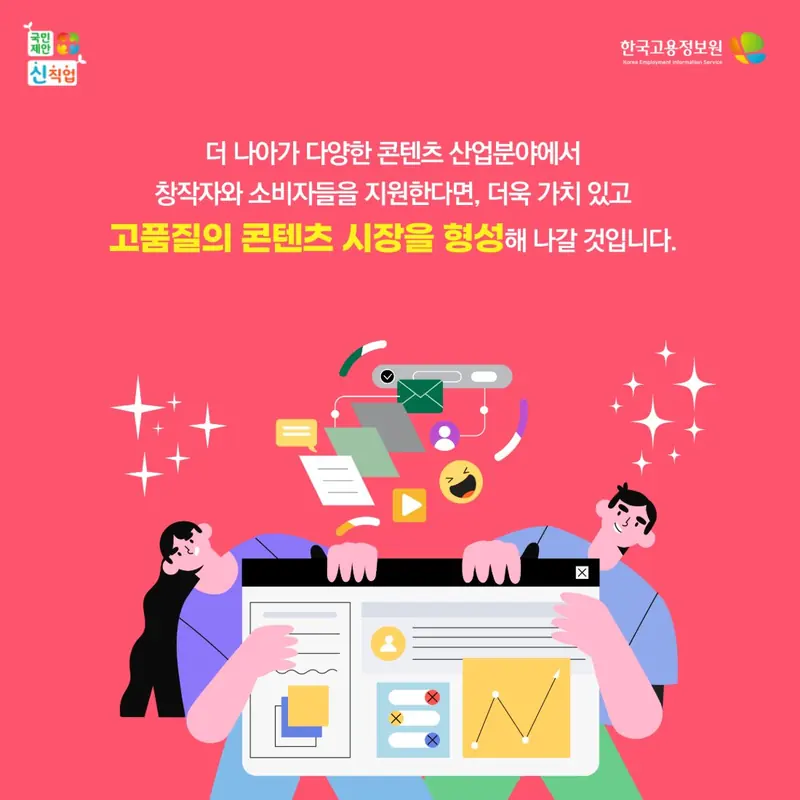 국민
제안
신직업
한국고용정보원
Korea Employment Information Service
더 나아가 다양한 콘텐츠 산업분야에서
창작자와 소비자들을 지원한다면, 더욱 가치 있고
고품질의 콘텐츠 시장을 형성해 나갈 것입니다.